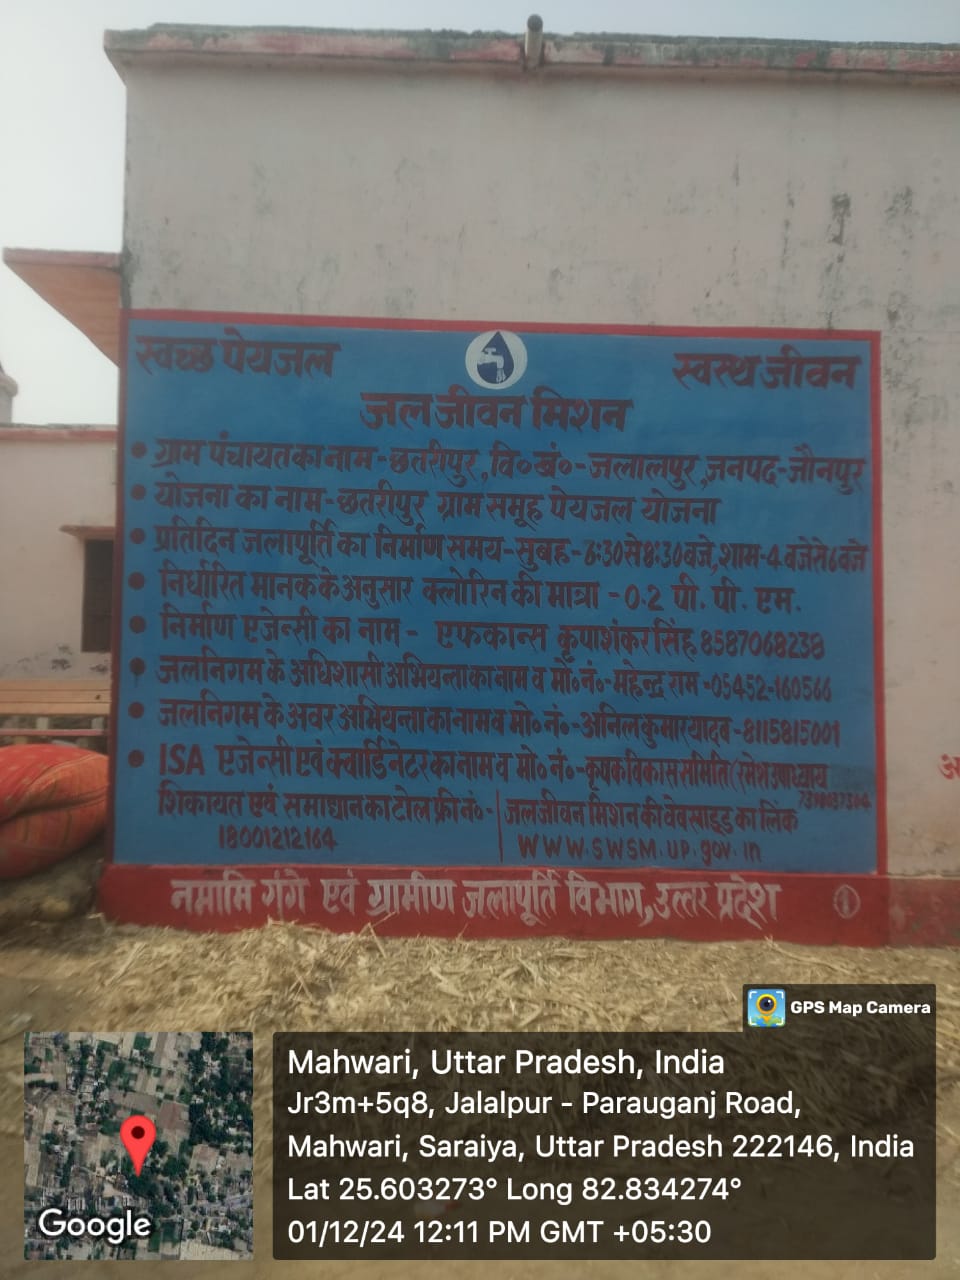 स्वच्छ पेयजल
स्वस्थ जीवन
जल जीवन मिशन
• ग्राम पंचायत का नाम - छतरीपुर, वि०खं०- जलालपुर, जनपद - जौनपुर
• योजना का नाम - छतरीपुर ग्राम समूह पेयजल योजना
• प्रतिदिन जलापूर्ति का निर्माण समय - सुबह - 6:30 से 8:30 बजे, शाम - 4 बजे से 6 बजे
• निर्धारित मानक के अनुसार क्लोरिन की मात्रा - 0.2 पी. पी. एम.
• निर्माण एजेन्सी का नाम - एफकान्स कृपाशंकर सिंह 8587068238
• जलनिगम के अधिशासी अभियन्ता का नाम व मो० नं०- महेन्द्र राम - 05452-160566
• जलनिगम के अवर अभियन्ता का नाम व मो० नं०- अनिल कुमार यादव - 8115815001
• ISA एजेन्सी एवं क्वार्डिनेटर का नाम व मो० नं०- कृषक विकास समिति (रमेश उपाध्याय
शिकायत एवं समाधान का टोल फ्री नं०-
18001212164
जल जीवन मिशन की वेबसाइड का लिंक
WWW.SWSM.UP.gov.in
नमामि गंगे एवं ग्रामीण जलापूर्ति विभाग, उत्तर प्रदेश
GPS Map Camera
Mahwari, Uttar Pradesh, India
Jr3m+5q8, Jalalpur - Parauganj Road,
Mahwari, Saraiya, Uttar Pradesh 222146, India
Lat 25.603273° Long 82.834274°
01/12/24 12:11 PM GMT +05:30
Google